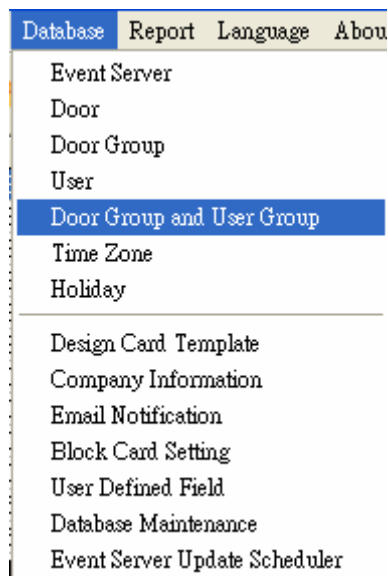 Database Report Language Abou
Event Server
Door
Door Group
User
Door Group and User Group
Time Zone
Holiday
Design Card Template
Company Information
Email Notification
Block Card Setting
User Defined Field
Database Maintenance
Event Server Update Scheduler